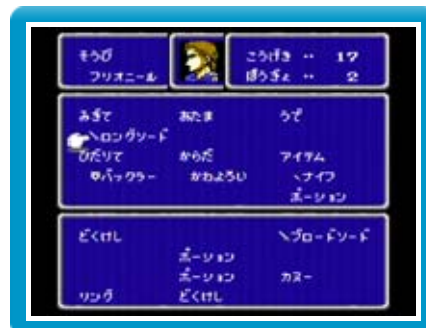 そうび
フリオニール
こうげき ‥ 17
ぼうぎょ ‥ 2
みぎて あたま うで
ロングソード
ひだりて からだ アイテム
バックラー かわよろい ナイフ
ポーション
どくけし ブロードソード
ポーション
ポーション カヌー
リング どくけし